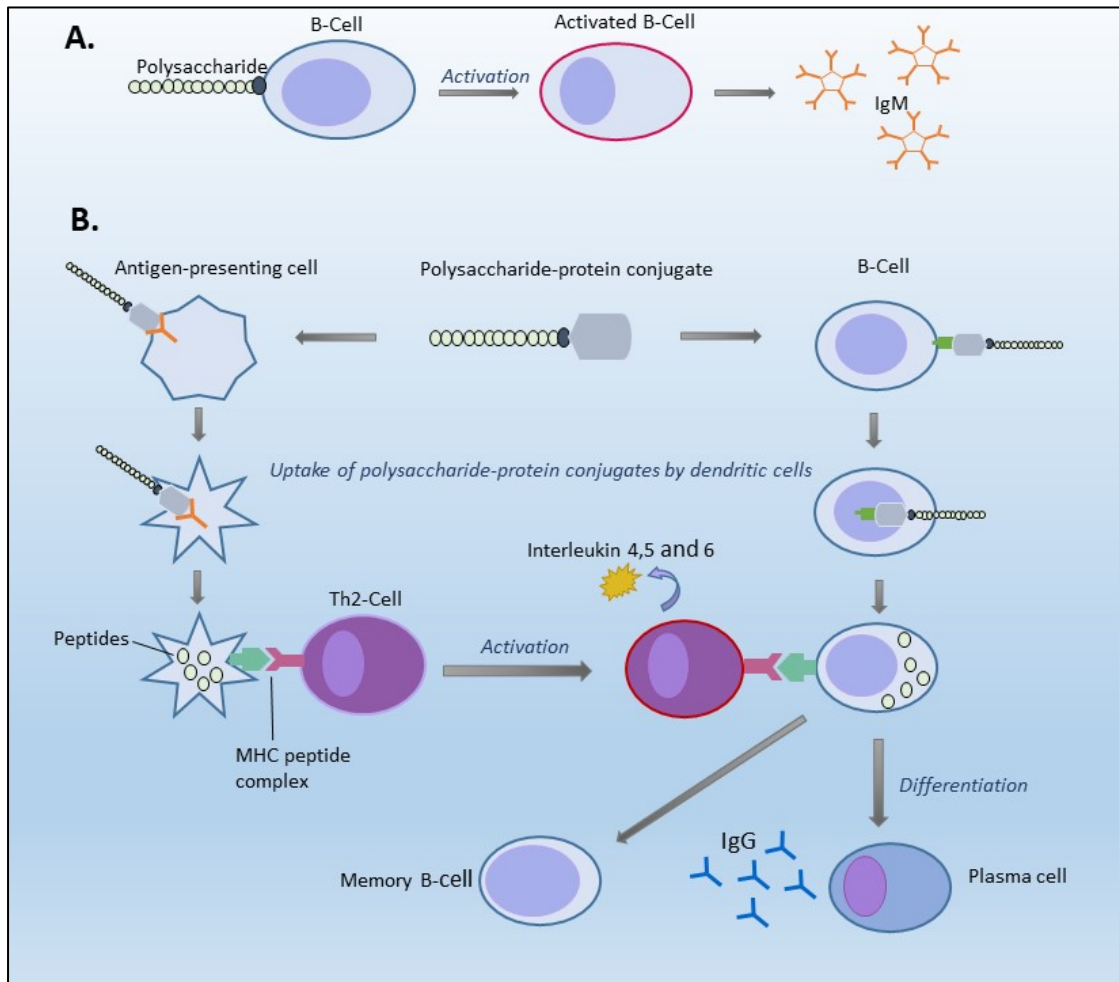 A.
B-Cell
Activated B-Cell
Polysaccharide
Activation
IgM
B.
Antigen-presenting cell
Polysaccharide-protein conjugate
B-Cell
Uptake of polysaccharide-protein conjugates by dendritic cells
Interleukin 4,5 and 6
Th2-Cell
Peptides
Activation
MHC peptide
complex
Differentiation
IgG
Memory B-cell
Plasma cell